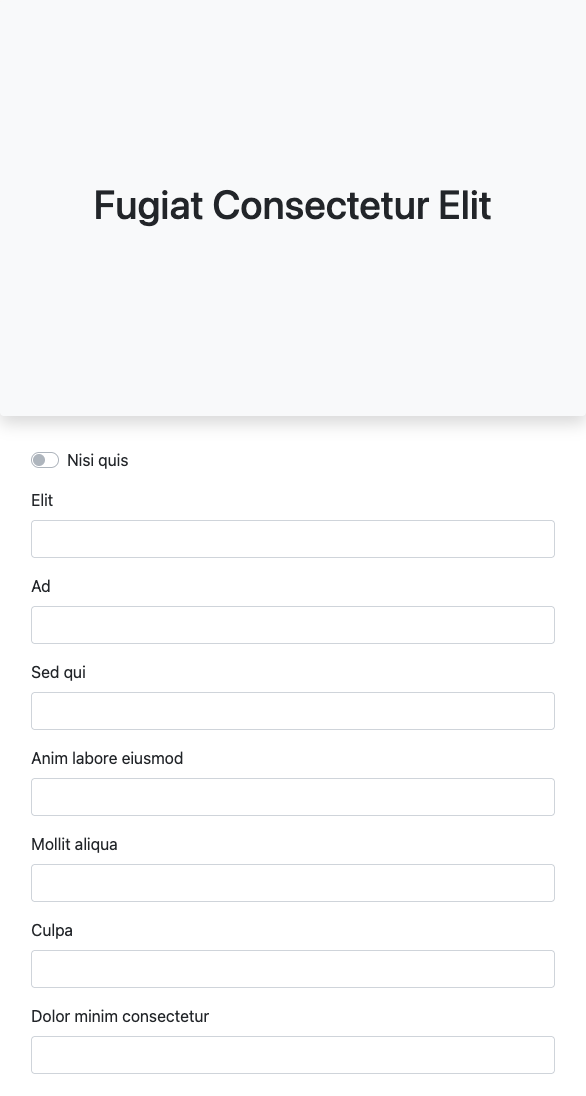 Fugiat Consectetur Elit
Nisi quis
Elit
Ad
Sed qui
Anim labore eiusmod
Mollit aliqua
Culpa
Dolor minim consectetur